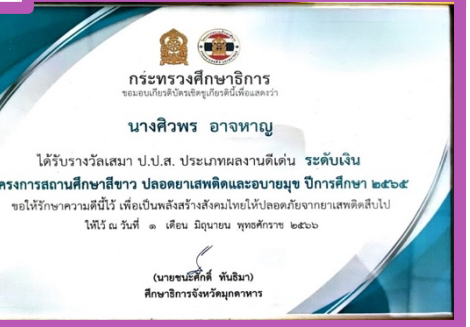 กระทรวงศึกษาธิการ
ขอมอบเกียรติบัตรเชิดชูเกียรตินี้เพื่อแสดงว่า
นางศิวพร อาจหาญ
ได้รับรางวัลเสมา ป.ป.ส. ประเภทผลงานดีเด่น ระดับเงิน
ครงการสถานศึกษาสีขาว ปลอดยาเสพติดและอบายมุข ปีการศึกษา ๒๕๖๕
ขอให้รักษาความดีนี้ไว้ เพื่อเป็นพลังสร้างสังคมไทยให้ปลอดภัยจากยาเสพติดสืบไป
ให้ไว้ ณ วันที่ ๑ เดือน มิถุนายน พุทธศักราช ๒๕๖๖
(นายชนะศักดิ์ ทันธิมา)
ศึกษาธิการจังหวัดมุกดาหาร